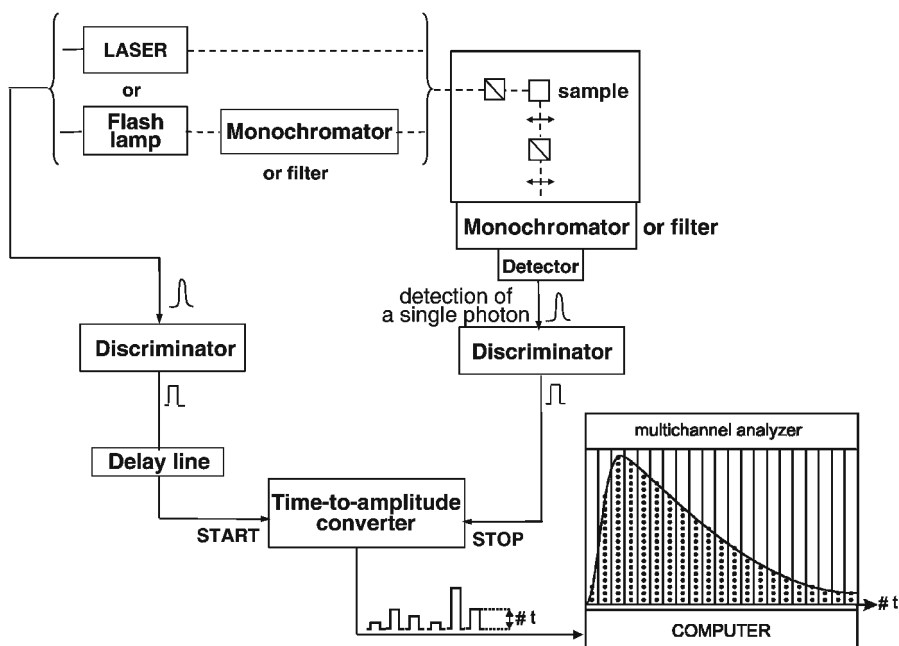 LASER
or
Flash
lamp
Monochromator
or filter
sample
Monochromator or filter
Detector
detection of
a single photon
Discriminator
Discriminator
Delay line
Time-to-amplitude
converter
START
STOP
multichannel analyzer
# t
# t
COMPUTER